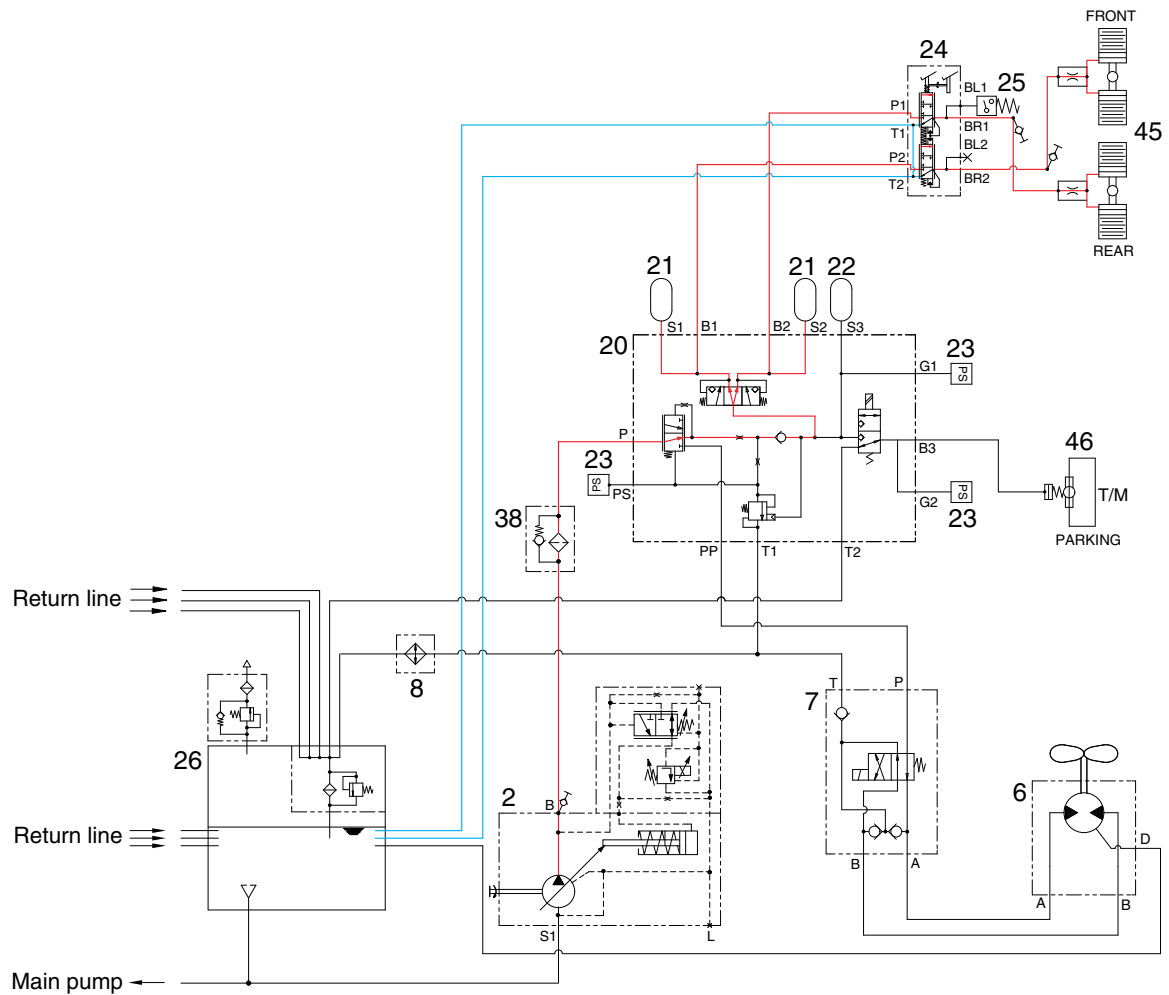 FRONT
24
BL1
25
P1
T1
BR1
BL2
45
P2
T2
BR2
REAR
21
21
22
S1
B1
B2
S2
S3
20
G1
23
PS
P
B3
46
23
PS
PS
G2
PS
23
T/M
38
PP
T1
T2
PARKING
Return line
8
T
P
7
26
2
B
6
Return line
D
B
A
A
B
S1
L
Main pump